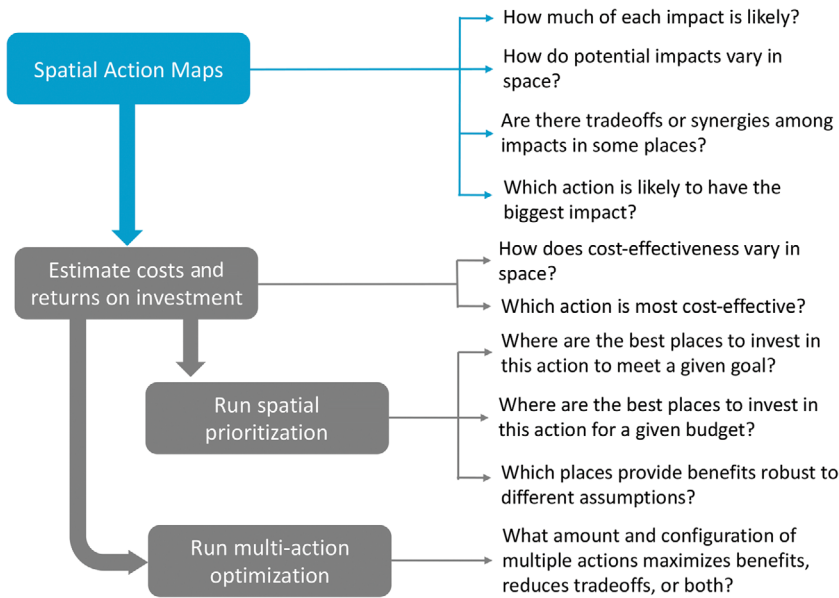 Spatial Action Maps
How much of each impact is likely?
How do potential impacts vary in
space?
Are there tradeoffs or synergies among
impacts in some places?
Which action is likely to have the
biggest impact?
Estimate costs and
returns on investment
How does cost-effectiveness vary in
space?
Which action is most cost-effective?
Run spatial
prioritization
Where are the best places to invest in
this action to meet a given goal?
Where are the best places to invest in
this action for a given budget?
Which places provide benefits robust to
different assumptions?
Run multi-action
optimization
What amount and configuration of
multiple actions maximizes benefits,
reduces tradeoffs, or both?